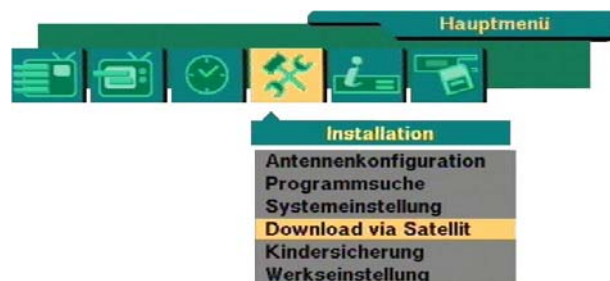 Hauptmenü
Installation
Antennenkonfiguration
Programmsuche
Systemeinstellung
Download via Satellit
Kindersicherung
Werkseinstellung